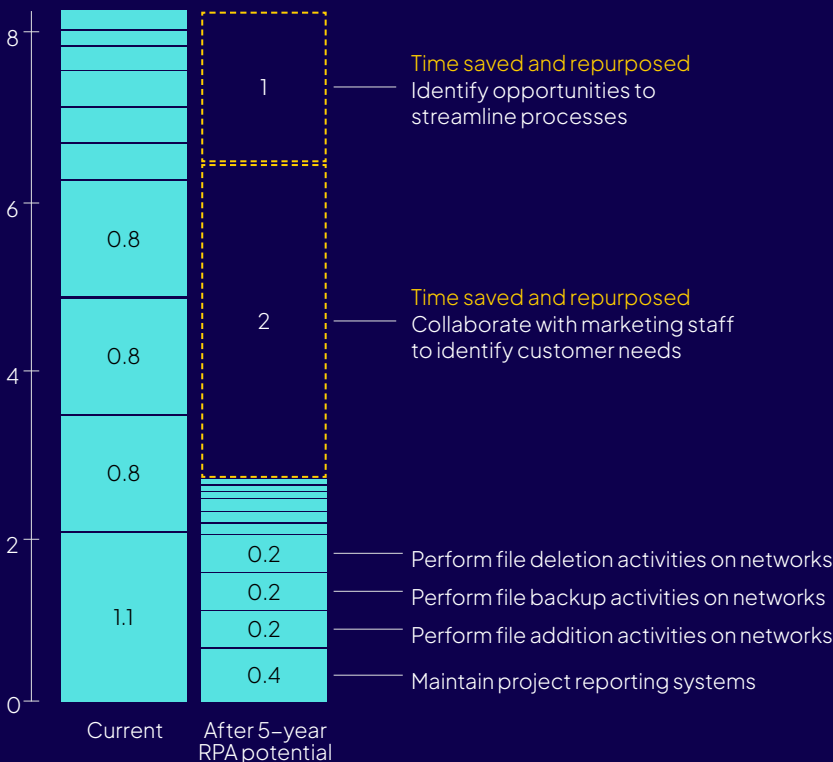 8
6
4
2
0
0.8
0.8
0.8
1.1
1
2
0.2
0.2
0.2
0.4
Time saved and repurposed
Identify opportunities to
streamline processes
Time saved and repurposed
Collaborate with marketing staff
to identify customer needs
Perform file deletion activities on networks
Perform file backup activities on networks
Perform file addition activities on networks
Maintain project reporting systems
Current
After 5-year
RPA potential